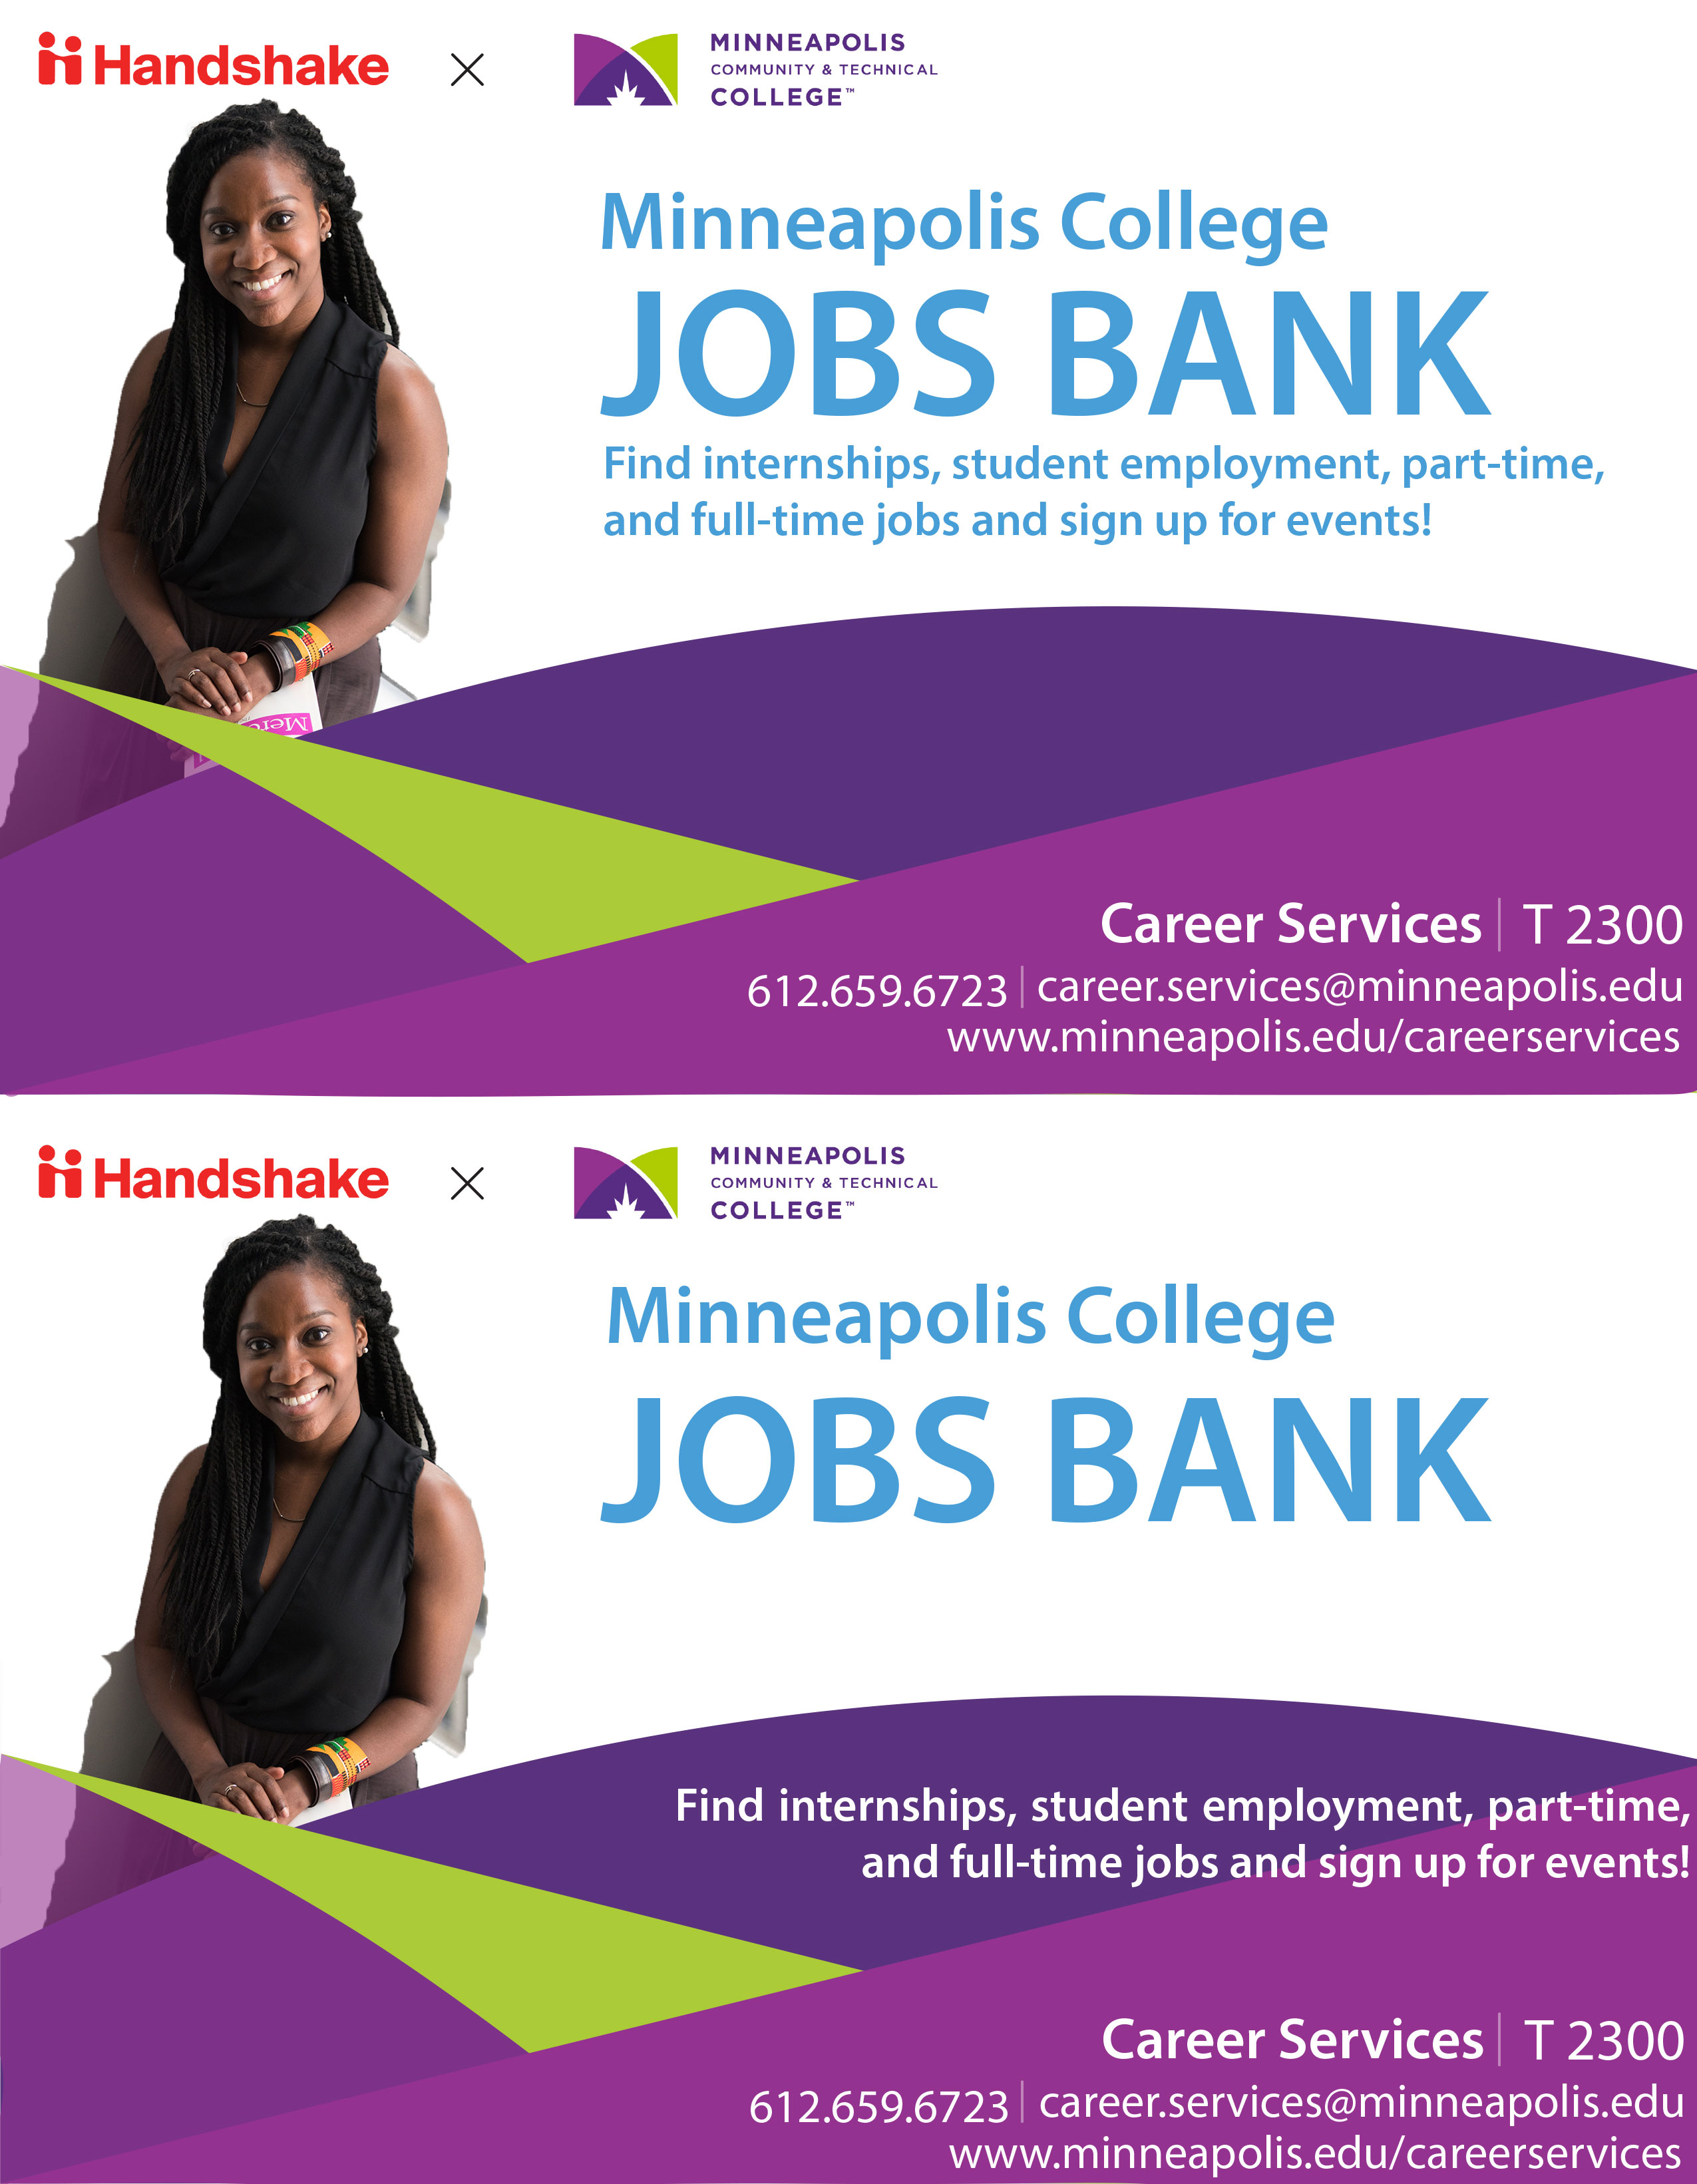 Handshake ×
MINNEAPOLIS
COMMUNITY & TECHNICAL
COLLEGE™
Minneapolis College
JOBS BANK
Find internships, student employment, part-time,
and full-time jobs and sign up for events!
Career Services | T 2300
612.659.6723 | career.services@minneapolis.edu
www.minneapolis.edu/careerservices
Handshake ×
MINNEAPOLIS
COMMUNITY & TECHNICAL
COLLEGE™
Minneapolis College
JOBS BANK
Find internships, student employment, part-time,
and full-time jobs and sign up for events!
Career Services | T 2300
612.659.6723 | career.services@minneapolis.edu
www.minneapolis.edu/careerservices